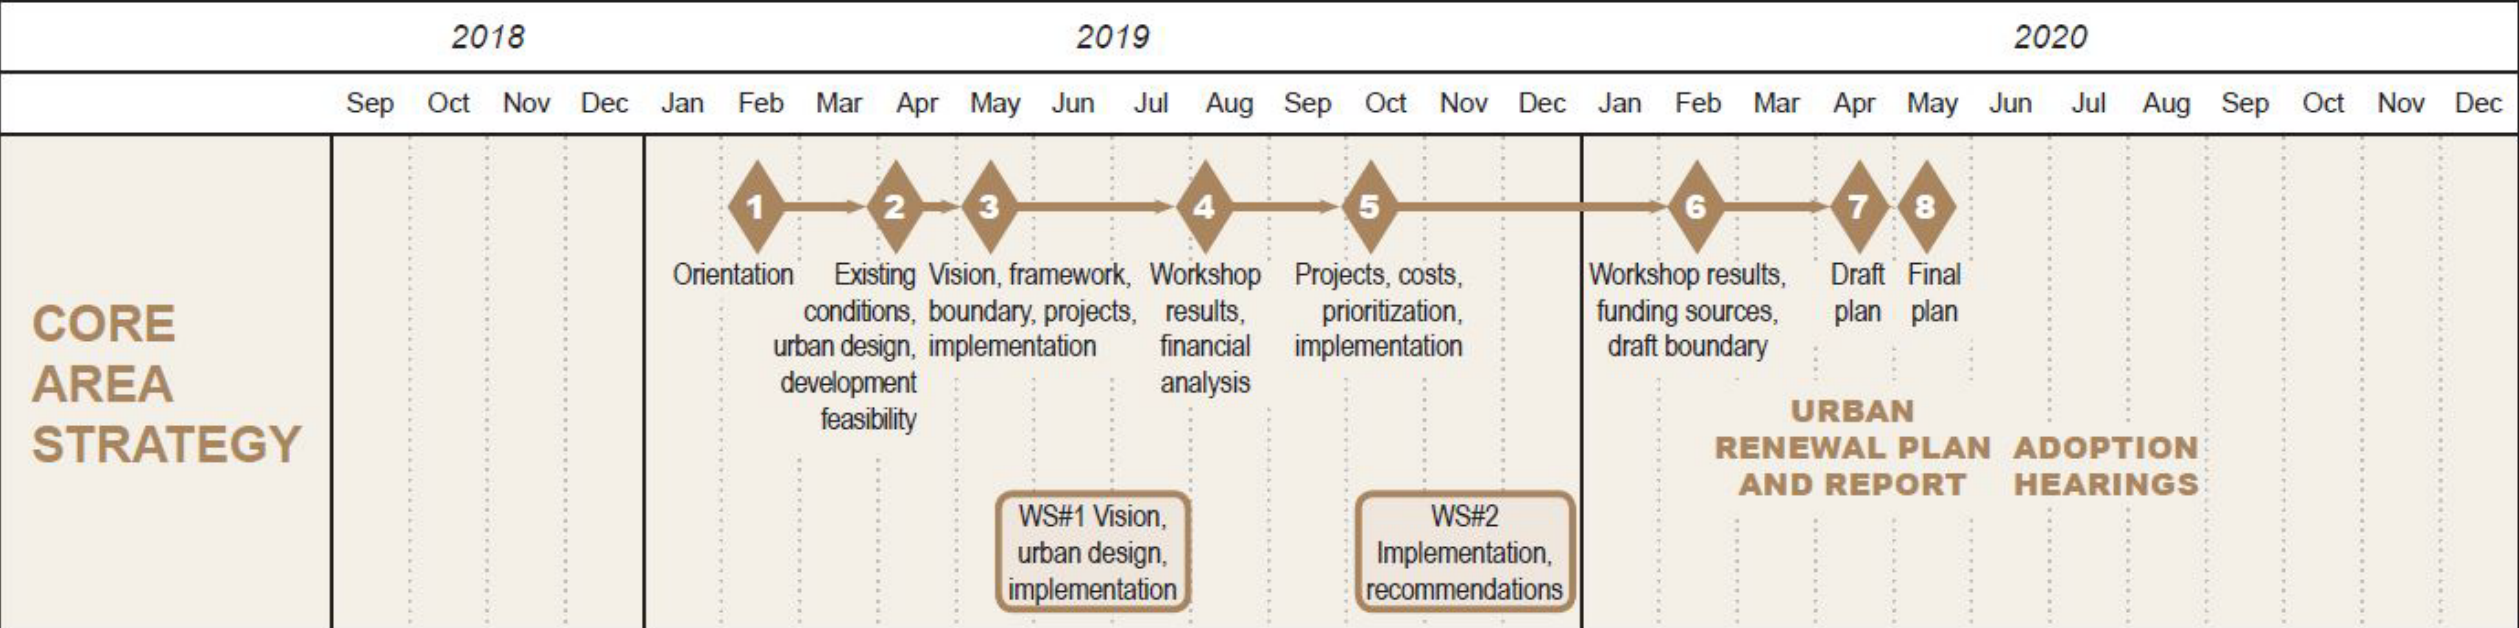 2018 2019 2020
Sep Oct Nov Dec Jan Feb Mar Apr May Jun Jul Aug Sep Oct Nov Dec Jan Feb Mar Apr May Jun Jul Aug Sep Oct Nov Dec
CORE
AREA
STRATEGY
1 2 3 4 5 6 7 8
Orientation
Existing
conditions,
urban design,
development
feasibility
Vision, framework,
boundary, projects,
implementation
Workshop
results,
financial
analysis
Projects, costs,
prioritization,
implementation
Workshop results,
funding sources,
draft boundary
Draft
plan
Final
plan
URBAN
RENEWAL PLAN
AND REPORT
ADOPTION
HEARINGS
WS#1 Vision,
urban design,
implementation
WS#2
Implementation,
recommendations